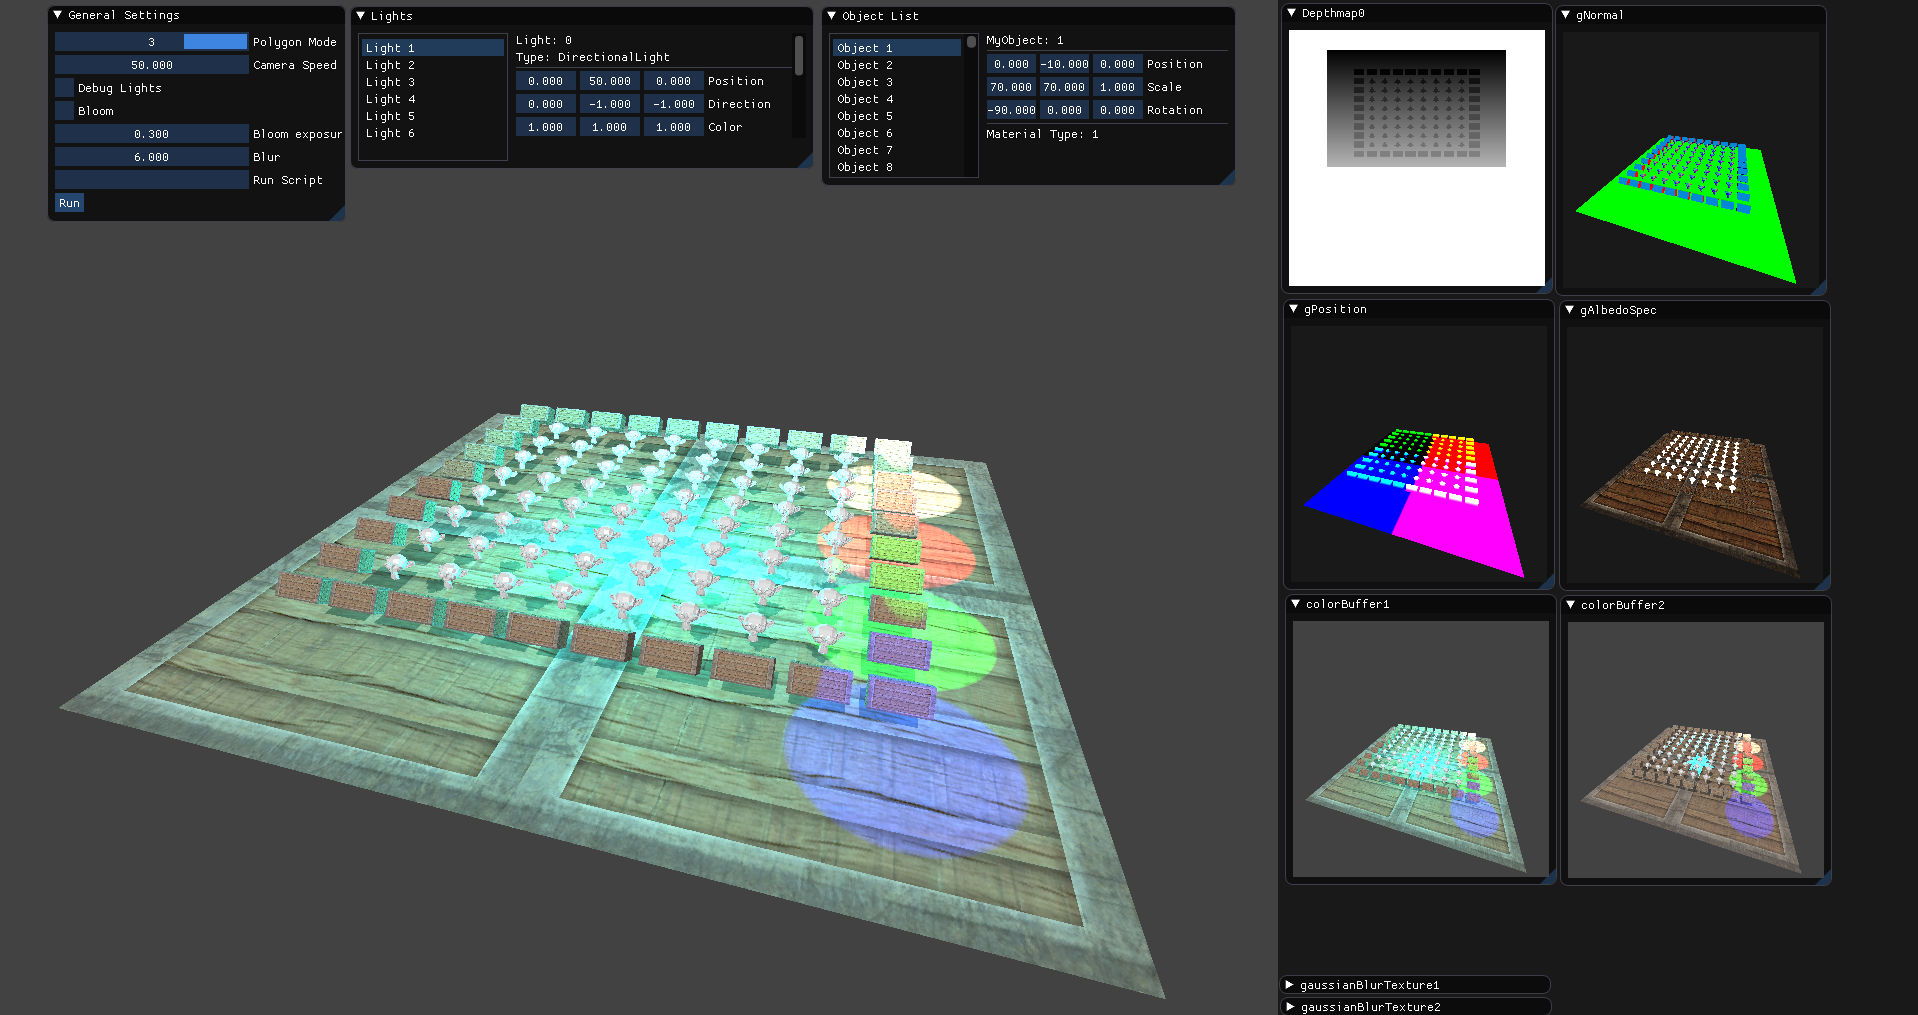 General Settings
3 Polygon Mode
50.000 Camera Speed
Debug Lights
Bloom
0.300 Bloom exposur
6.000 Blur
Run Script
Run
Lights
Light 1
Light 2
Light 3
Light 4
Light 5
Light 6
Light: 0
Type: DirectionalLight
0.000 50.000 0.000 Position
0.000 -1.000 -1.000 Direction
1.000 1.000 1.000 Color
Object List
Object 1
Object 2
Object 3
Object 4
Object 5
Object 6
Object 7
Object 8
MyObject: 1
0.000 -10.000 0.000 Position
70.000 70.000 1.000 Scale
-90.000 0.000 0.000 Rotation
Material Type: 1
Depthmap0
gNormal
gPosition
gAlbedoSpec
colorBuffer1
colorBuffer2
gaussianBlurTexture1
gaussianBlurTexture2